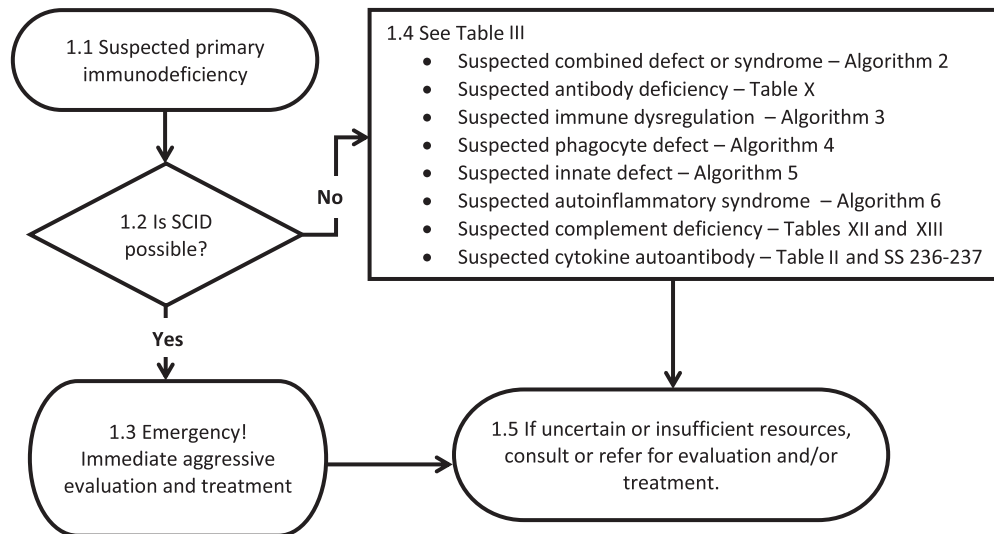 1.1 Suspected primary
immunodeficiency
1.2 Is SCID
possible?
No
Yes
1.3 Emergency!
Immediate aggressive
evaluation and treatment
1.4 See Table III
• Suspected combined defect or syndrome – Algorithm 2
• Suspected antibody deficiency – Table X
• Suspected immune dysregulation – Algorithm 3
• Suspected phagocyte defect – Algorithm 4
• Suspected innate defect – Algorithm 5
• Suspected autoinflammatory syndrome – Algorithm 6
• Suspected complement deficiency – Tables XII and XIII
• Suspected cytokine autoantibody – Table II and SS 236-237
1.5 If uncertain or insufficient resources,
consult or refer for evaluation and/or
treatment.